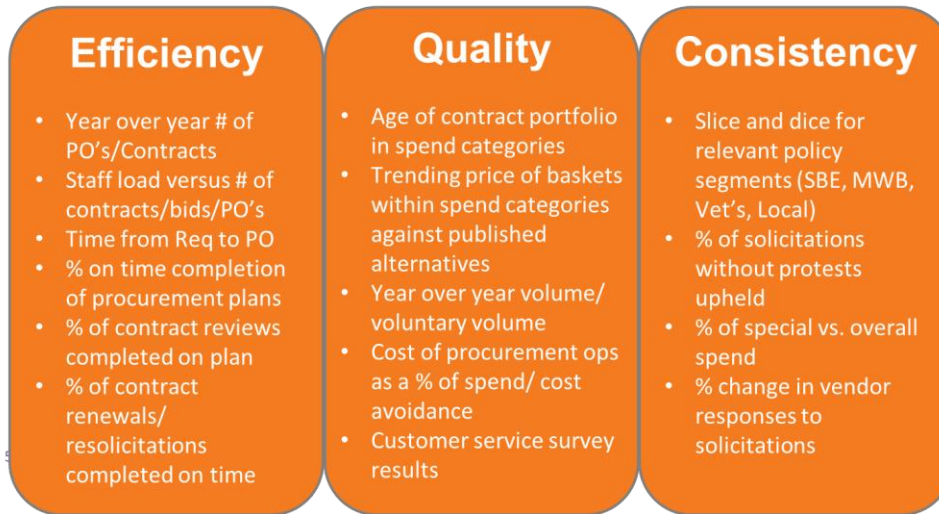 Efficiency
• Year over year # of
PO's/Contracts
• Staff load versus # of
contracts/bids/PO's
• Time from Req to PO
• % on time completion
of procurement plans
• % of contract reviews
completed on plan
• % of contract
renewals/
resolicitations
completed on time
Quality
• Age of contract portfolio
in spend categories
• Trending price of baskets
within spend categories
against published
alternatives
• Year over year volume/
voluntary volume
• Cost of procurement ops
as a % of spend/ cost
avoidance
• Customer service survey
results
Consistency
• Slice and dice for
relevant policy
segments (SBE, MWB,
Vet's, Local)
• % of solicitations
without protests
upheld
• % of special vs. overall
spend
• % change in vendor
responses to
solicitations